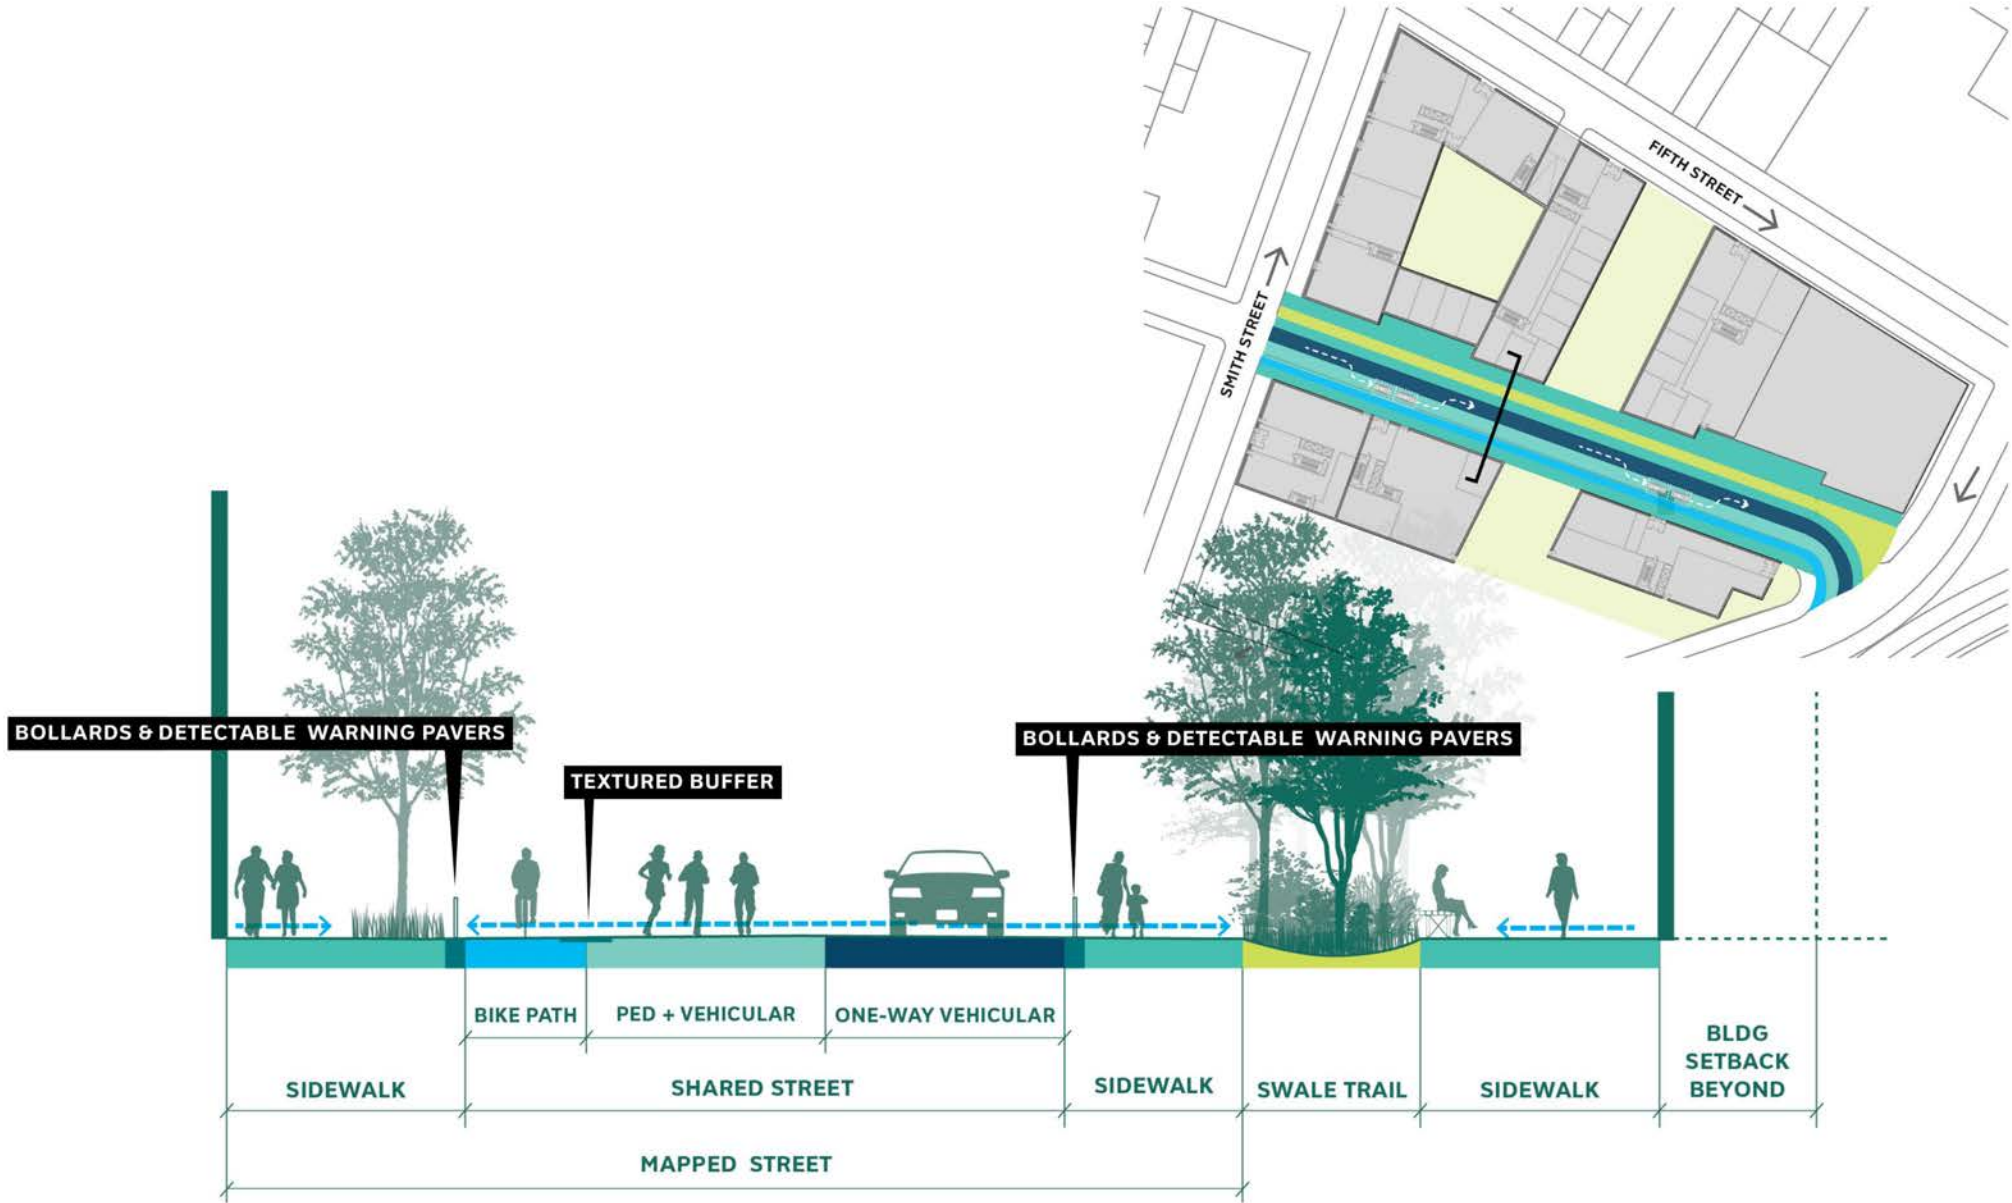 FIFTH STREET
SMITH STREET
BOLLARDS & DETECTABLE WARNING PAVERS
BOLLARDS & DETECTABLE WARNING PAVERS
TEXTURED BUFFER
BIKE PATH
PED + VEHICULAR
ONE-WAY VEHICULAR
SIDEWALK
SHARED STREET
SIDEWALK
SWALE TRAIL
SIDEWALK
BLDG
SETBACK
BEYOND
MAPPED STREET